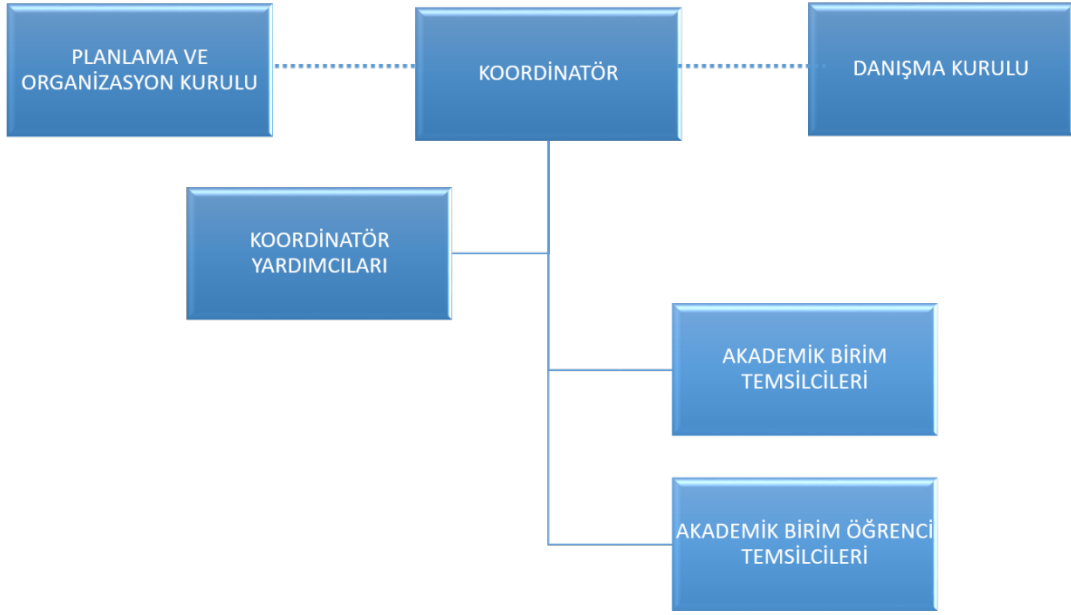 PLANLAMA VE
ORGANİZASYON KURULU
KOORDİNATÖR
DANIŞMA KURULU
KOORDİNATÖR
YARDIMCILARI
AKADEMİK BİRİM
TEMSİLCİLERİ
AKADEMİK BİRİM ÖĞRENCİ
TEMSİLCİLERİ